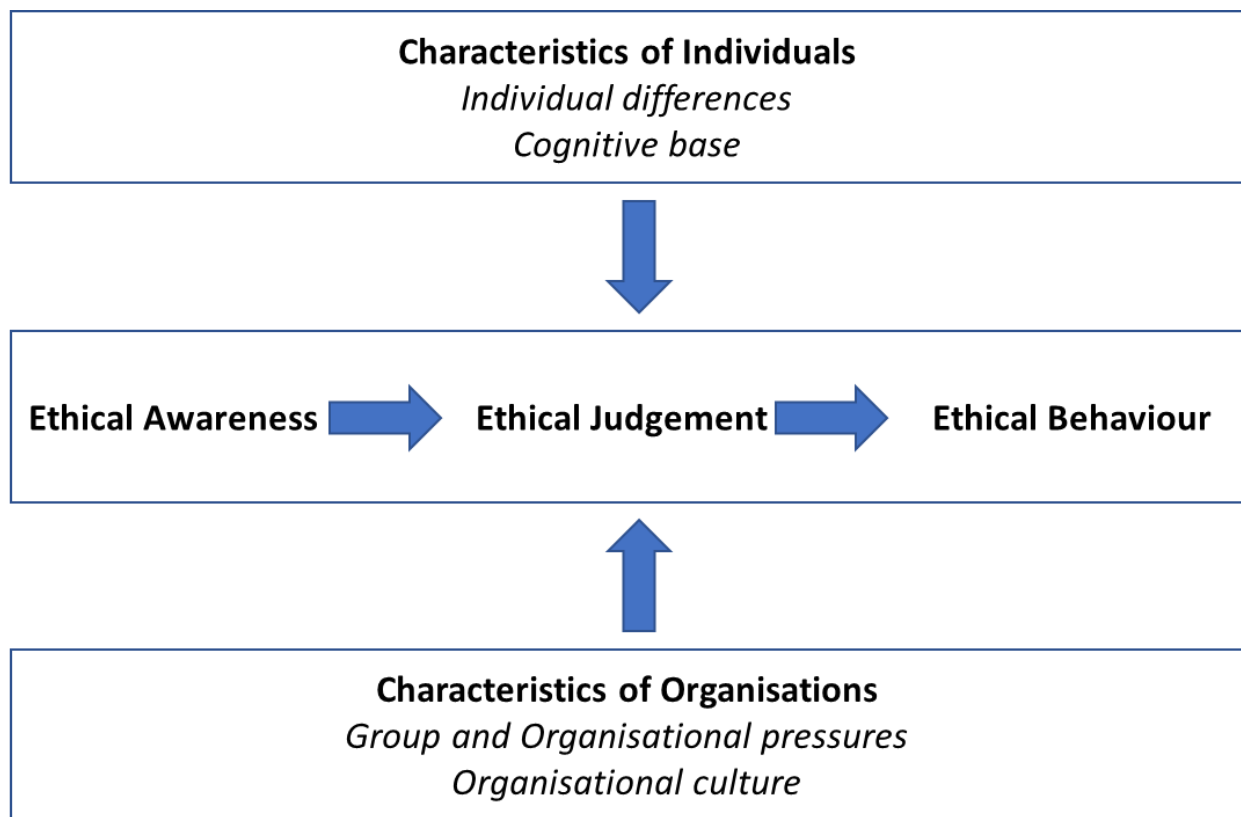 Characteristics of Individuals
Individual differences
Cognitive base
Ethical Awareness
Ethical Judgement
Ethical Behaviour
Characteristics of Organisations
Group and Organisational pressures
Organisational culture